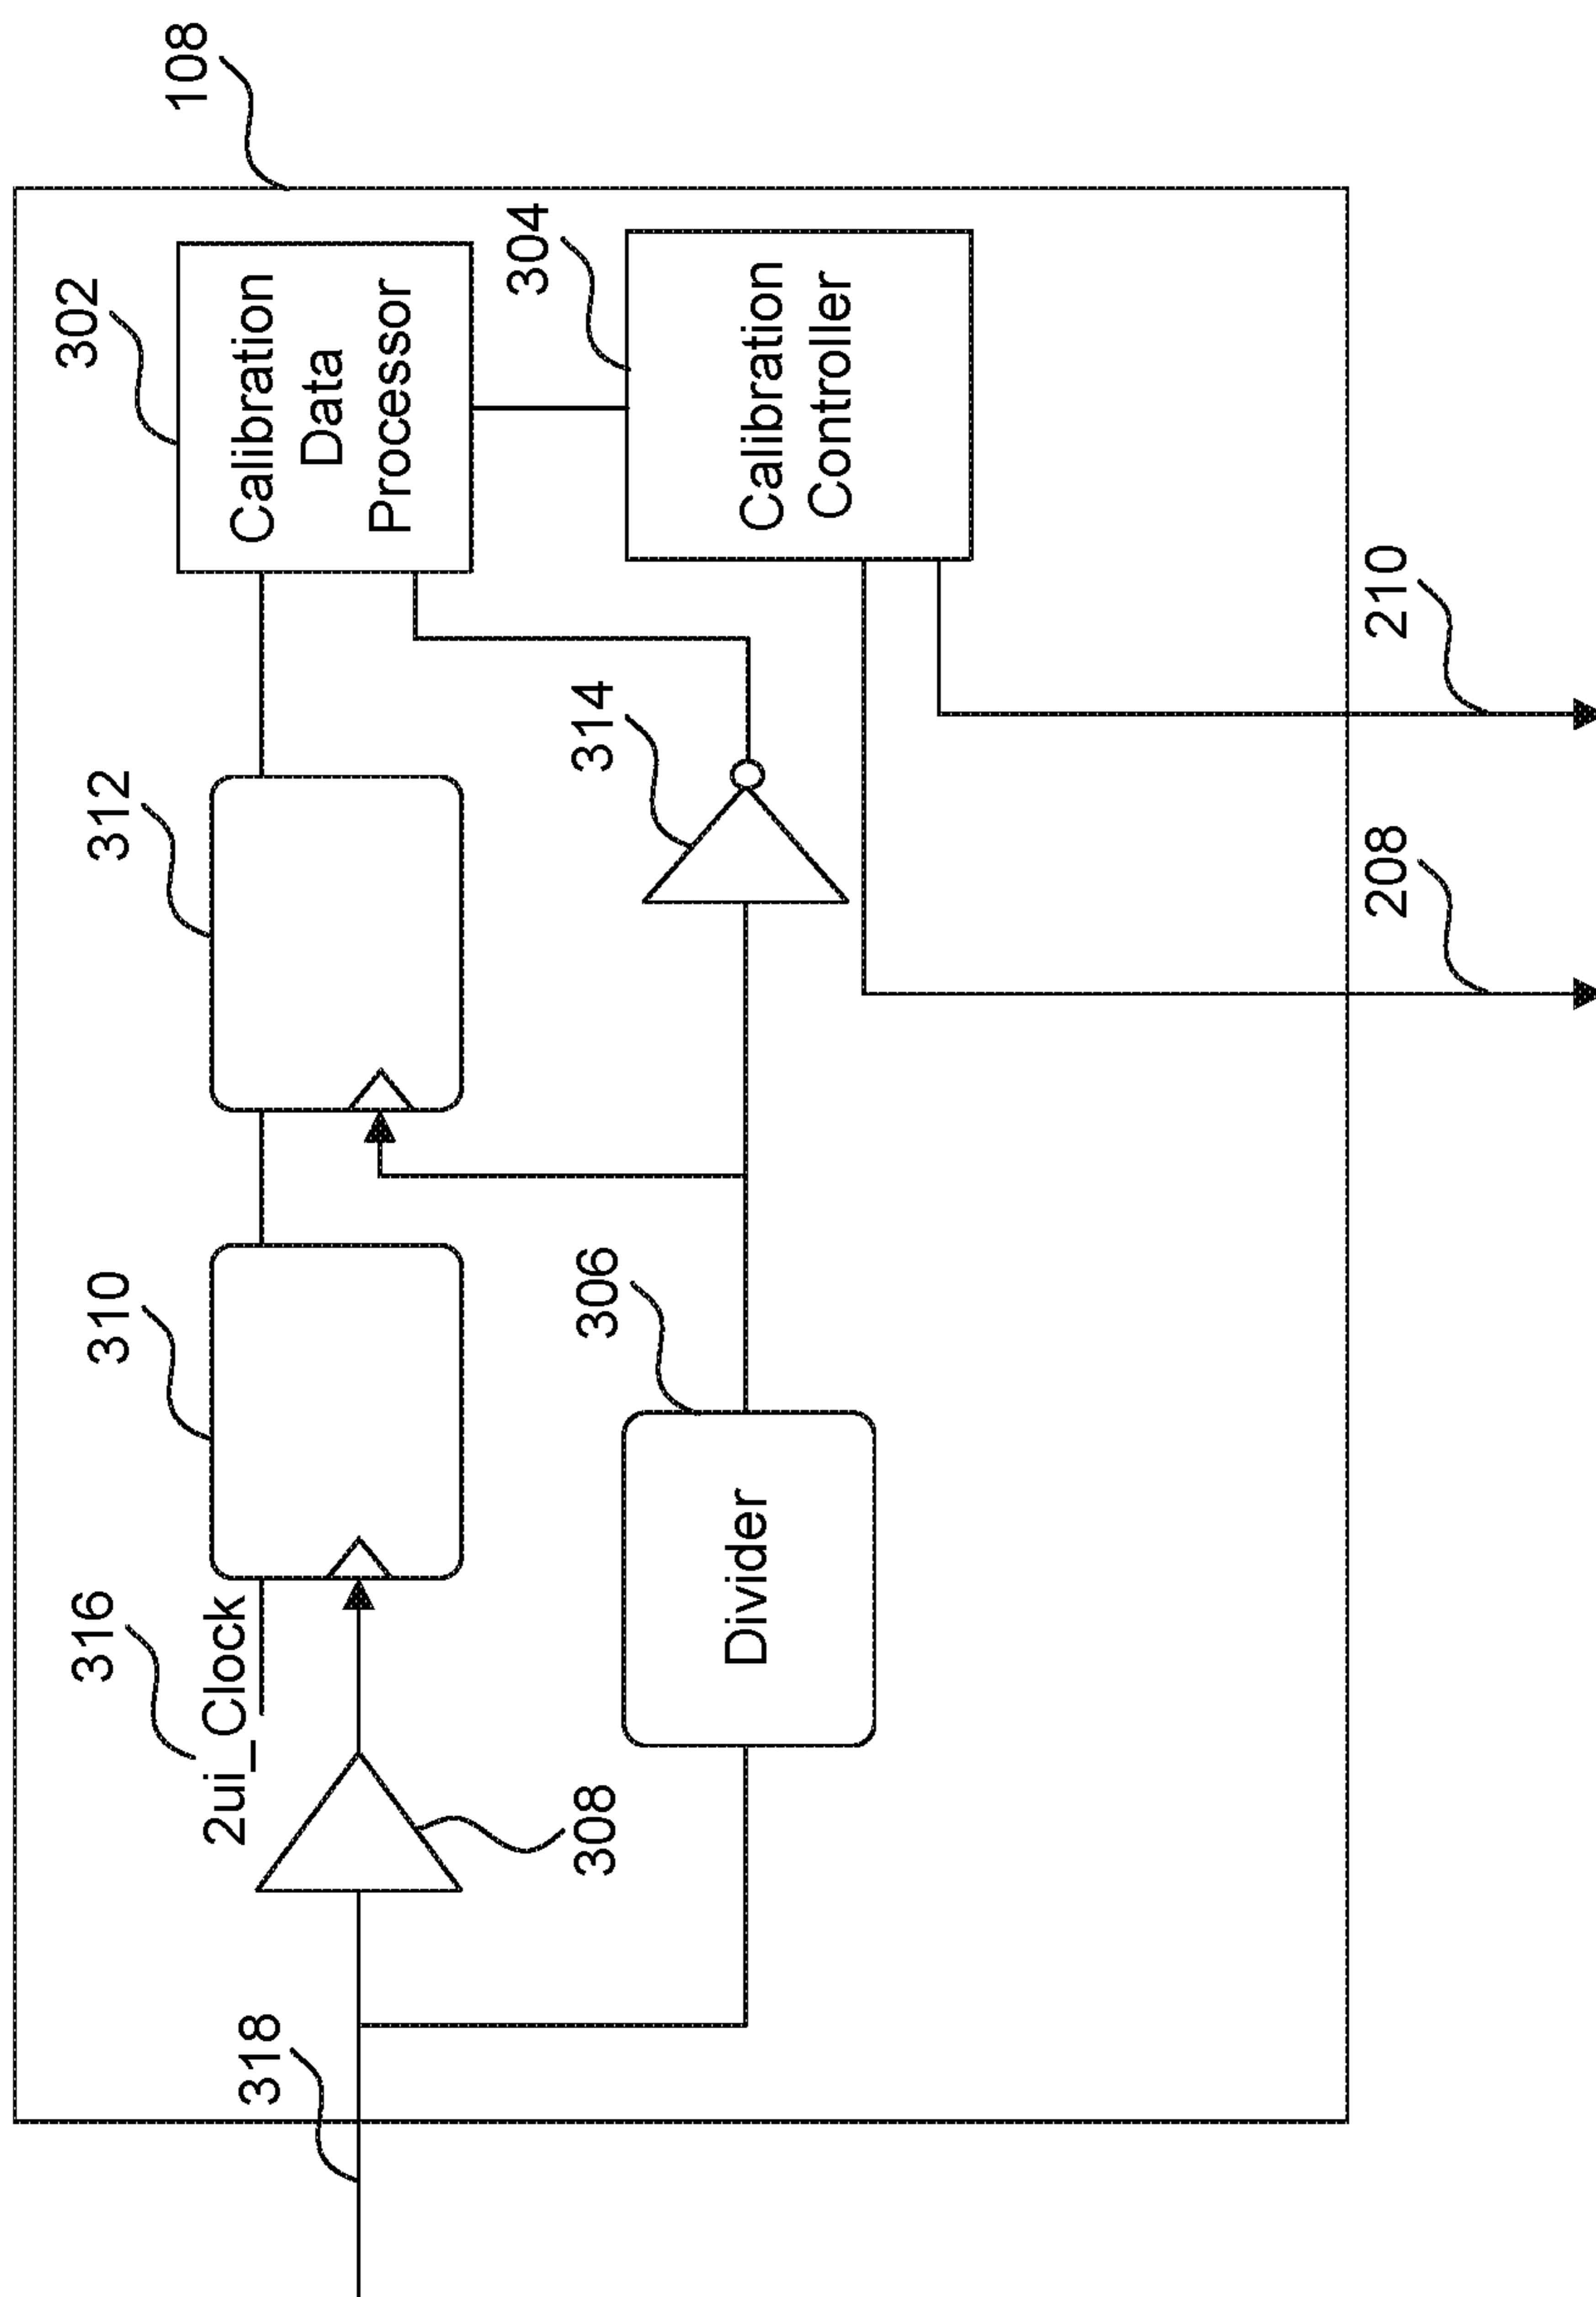 108
302
Calibration
Data
Processor
304
Calibration
Controller
312
314
310
306
Divider
316
2ui_Clock
308
318
210
208